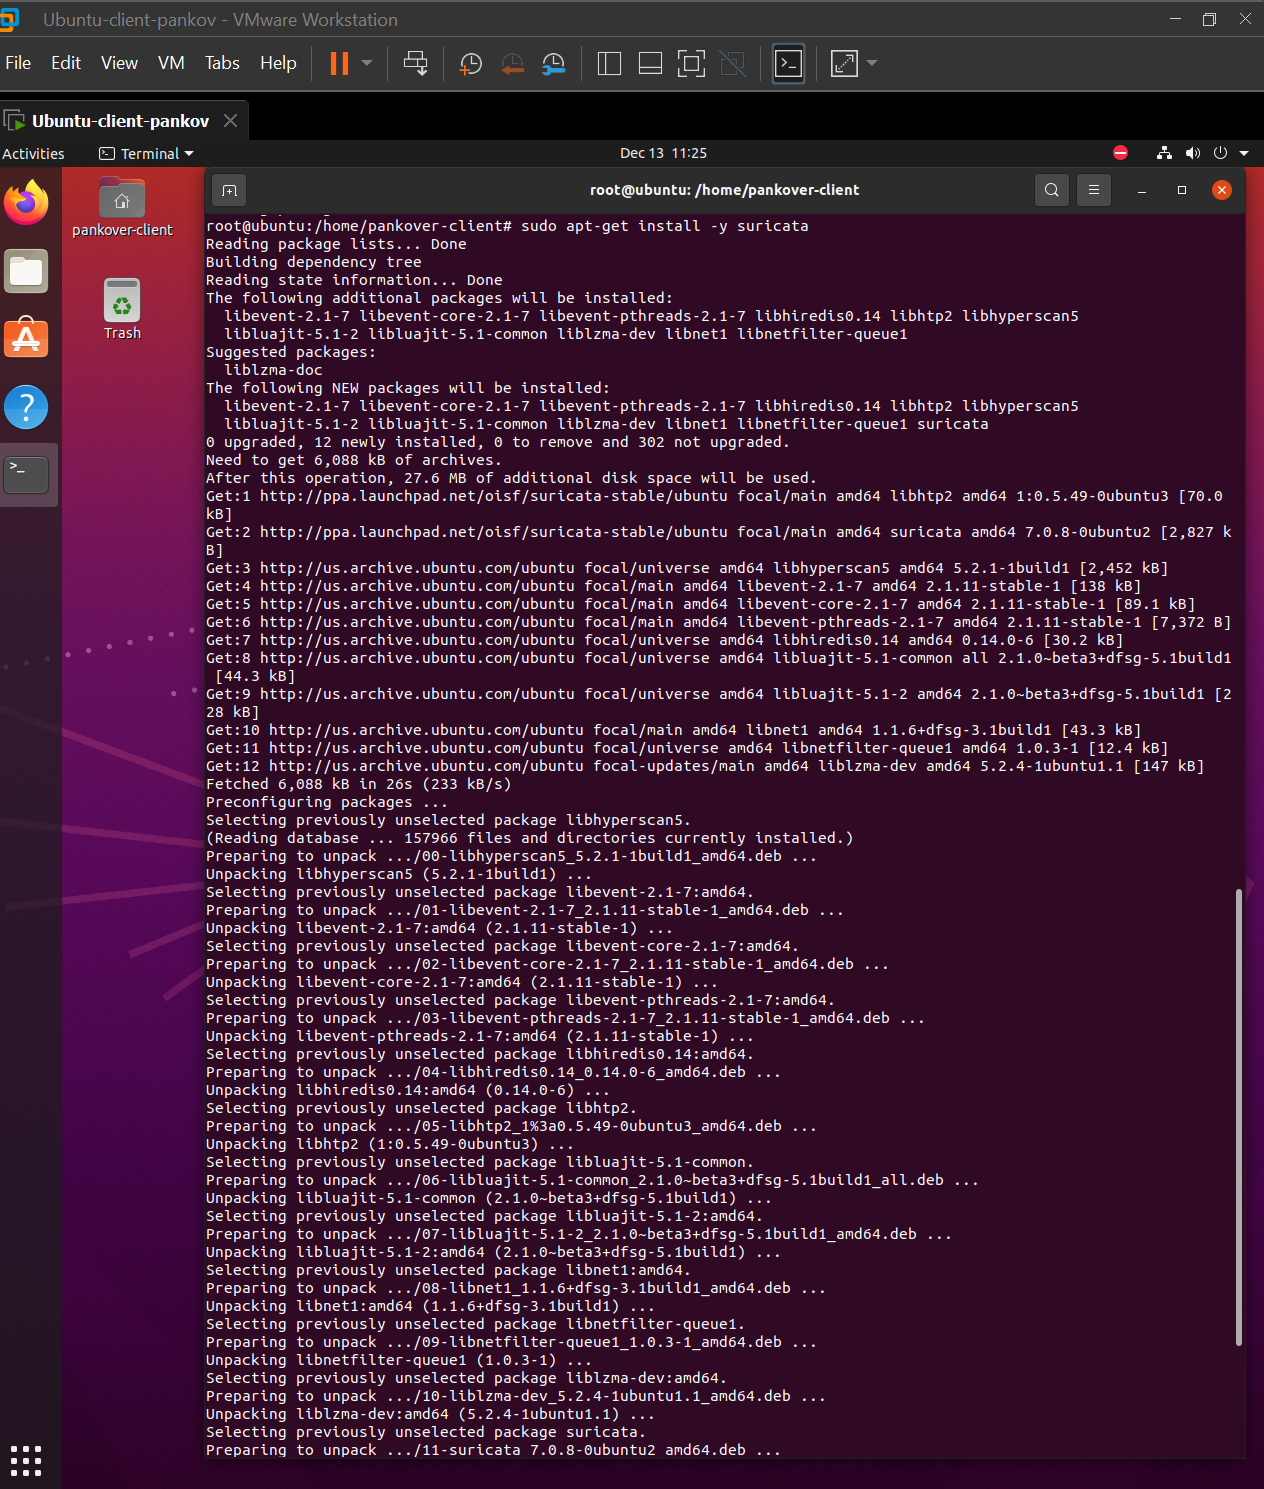 Ubuntu-client-pankov - VMware Workstation
File Edit View VM Tabs Help
Ubuntu-client-pankov
Activities Terminal Dec 13 11:25
pankover-client
Trash
root@ubuntu: /home/pankover-client
root@ubuntu:/home/pankover-client# sudo apt-get install -y suricata
Reading package lists... Done
Building dependency tree
Reading state information... Done
The following additional packages will be installed:
  libevent-2.1-7 libevent-core-2.1-7 libevent-pthreads-2.1-7 libhiredis0.14 libhtp2 libhyperscan5
  libluajit-5.1-2 libluajit-5.1-common liblzma-dev libnet1 libnetfilter-queue1
Suggested packages:
  liblzma-doc
The following NEW packages will be installed:
  libevent-2.1-7 libevent-core-2.1-7 libevent-pthreads-2.1-7 libhiredis0.14 libhtp2 libhyperscan5
  libluajit-5.1-2 libluajit-5.1-common liblzma-dev libnet1 libnetfilter-queue1 suricata
0 upgraded, 12 newly installed, 0 to remove and 302 not upgraded.
Need to get 6,088 kB of archives.
After this operation, 27.6 MB of additional disk space will be used.
Get:1 http://ppa.launchpad.net/oisf/suricata-stable/ubuntu focal/main amd64 libhtp2 amd64 1:0.5.49-0ubuntu3 [70.0
kB]
Get:2 http://ppa.launchpad.net/oisf/suricata-stable/ubuntu focal/main amd64 suricata amd64 7.0.8-0ubuntu2 [2,827 k
B]
Get:3 http://us.archive.ubuntu.com/ubuntu focal/universe amd64 libhyperscan5 amd64 5.2.1-1build1 [2,452 kB]
Get:4 http://us.archive.ubuntu.com/ubuntu focal/main amd64 libevent-2.1-7 amd64 2.1.11-stable-1 [138 kB]
Get:5 http://us.archive.ubuntu.com/ubuntu focal/main amd64 libevent-core-2.1-7 amd64 2.1.11-stable-1 [89.1 kB]
Get:6 http://us.archive.ubuntu.com/ubuntu focal/main amd64 libevent-pthreads-2.1-7 amd64 2.1.11-stable-1 [7,372 B]
Get:7 http://us.archive.ubuntu.com/ubuntu focal/universe amd64 libhiredis0.14 amd64 0.14.0-6 [30.2 kB]
Get:8 http://us.archive.ubuntu.com/ubuntu focal/universe amd64 libluajit-5.1-common all 2.1.0~beta3+dfsg-5.1build1
 [44.3 kB]
Get:9 http://us.archive.ubuntu.com/ubuntu focal/universe amd64 libluajit-5.1-2 amd64 2.1.0~beta3+dfsg-5.1build1 [2
28 kB]
Get:10 http://us.archive.ubuntu.com/ubuntu focal/main amd64 libnet1 amd64 1.1.6+dfsg-3.1build1 [43.3 kB]
Get:11 http://us.archive.ubuntu.com/ubuntu focal/universe amd64 libnetfilter-queue1 amd64 1.0.3-1 [12.4 kB]
Get:12 http://us.archive.ubuntu.com/ubuntu focal-updates/main amd64 liblzma-dev amd64 5.2.4-1ubuntu1.1 [147 kB]
Fetched 6,088 kB in 26s (233 kB/s)
Preconfiguring packages ...
Selecting previously unselected package libhyperscan5.
(Reading database ... 157966 files and directories currently installed.)
Preparing to unpack .../00-libhyperscan5_5.2.1-1build1_amd64.deb ...
Unpacking libhyperscan5 (5.2.1-1build1) ...
Selecting previously unselected package libevent-2.1-7:amd64.
Preparing to unpack .../01-libevent-2.1-7_2.1.11-stable-1_amd64.deb ...
Unpacking libevent-2.1-7:amd64 (2.1.11-stable-1) ...
Selecting previously unselected package libevent-core-2.1-7:amd64.
Preparing to unpack .../02-libevent-core-2.1-7_2.1.11-stable-1_amd64.deb ...
Unpacking libevent-core-2.1-7:amd64 (2.1.11-stable-1) ...
Selecting previously unselected package libevent-pthreads-2.1-7:amd64.
Preparing to unpack .../03-libevent-pthreads-2.1-7_2.1.11-stable-1_amd64.deb ...
Unpacking libevent-pthreads-2.1-7:amd64 (2.1.11-stable-1) ...
Selecting previously unselected package libhiredis0.14:amd64.
Preparing to unpack .../04-libhiredis0.14_0.14.0-6_amd64.deb ...
Unpacking libhiredis0.14:amd64 (0.14.0-6) ...
Selecting previously unselected package libhtp2.
Preparing to unpack .../05-libhtp2_1%3a0.5.49-0ubuntu3_amd64.deb ...
Unpacking libhtp2 (1:0.5.49-0ubuntu3) ...
Selecting previously unselected package libluajit-5.1-common.
Preparing to unpack .../06-libluajit-5.1-common_2.1.0~beta3+dfsg-5.1build1_all.deb ...
Unpacking libluajit-5.1-common (2.1.0~beta3+dfsg-5.1build1) ...
Selecting previously unselected package libluajit-5.1-2:amd64.
Preparing to unpack .../07-libluajit-5.1-2_2.1.0~beta3+dfsg-5.1build1_amd64.deb ...
Unpacking libluajit-5.1-2:amd64 (2.1.0~beta3+dfsg-5.1build1) ...
Selecting previously unselected package libnet1:amd64.
Preparing to unpack .../08-libnet1_1.1.6+dfsg-3.1build1_amd64.deb ...
Unpacking libnet1:amd64 (1.1.6+dfsg-3.1build1) ...
Selecting previously unselected package libnetfilter-queue1.
Preparing to unpack .../09-libnetfilter-queue1_1.0.3-1_amd64.deb ...
Unpacking libnetfilter-queue1 (1.0.3-1) ...
Selecting previously unselected package liblzma-dev:amd64.
Preparing to unpack .../10-liblzma-dev_5.2.4-1ubuntu1.1_amd64.deb ...
Unpacking liblzma-dev:amd64 (5.2.4-1ubuntu1.1) ...
Selecting previously unselected package suricata.
Preparing to unpack .../11-suricata_7.0.8-0ubuntu2_amd64.deb ...